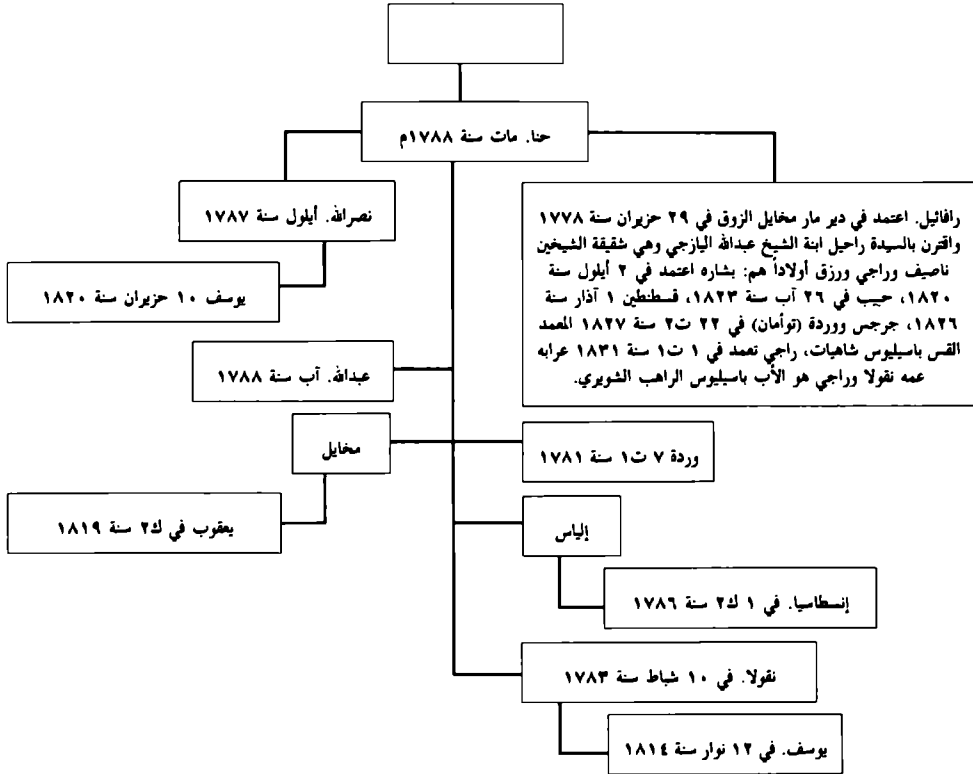 حنا. مات سنة ١٧٨٨م
رافائيل. اعتمد في دير مار مخايل الزوق في ٢٩ حزيران سنة ١٧٧٨
واقترن بالسيدة راحيل ابنة الشيخ عبدالله اليازجي وهي شقيقة الشيخين
ناصيف وراجي ورزق أولاداً هم: بشاره اعتمد في ٢ أيلول سنة
١٨٢٠، حبيب في ٢٦ آب سنة ١٨٢٣، قسطنطين ١ آذار سنة
١٨٢٦، جرجس ووردة (توأمان) في ٢٢ ت٢ سنة ١٨٢٧ المعمد
القس باسيليوس شاهيات، راجي تعمد في ١ ت١ سنة ١٨٣١ عرابه
عمه نقولا وراجي هو الأب باسيليوس الراهب الشويري.
نصرالله. أيلول سنة ١٧٨٧
يوسف ١٠ حزيران سنة ١٨٢٠
عبدالله. آب سنة ١٧٨٨
وردة ٧ ت١ سنة ١٧٨١
مخايل
يعقوب في ك٢ سنة ١٨١٩
إلياس
إنسطاسيا. في ١ ك٢ سنة ١٧٨٦
نقولا. في ١٠ شباط سنة ١٧٨٣
يوسف. في ١٢ نوار سنة ١٨١٤